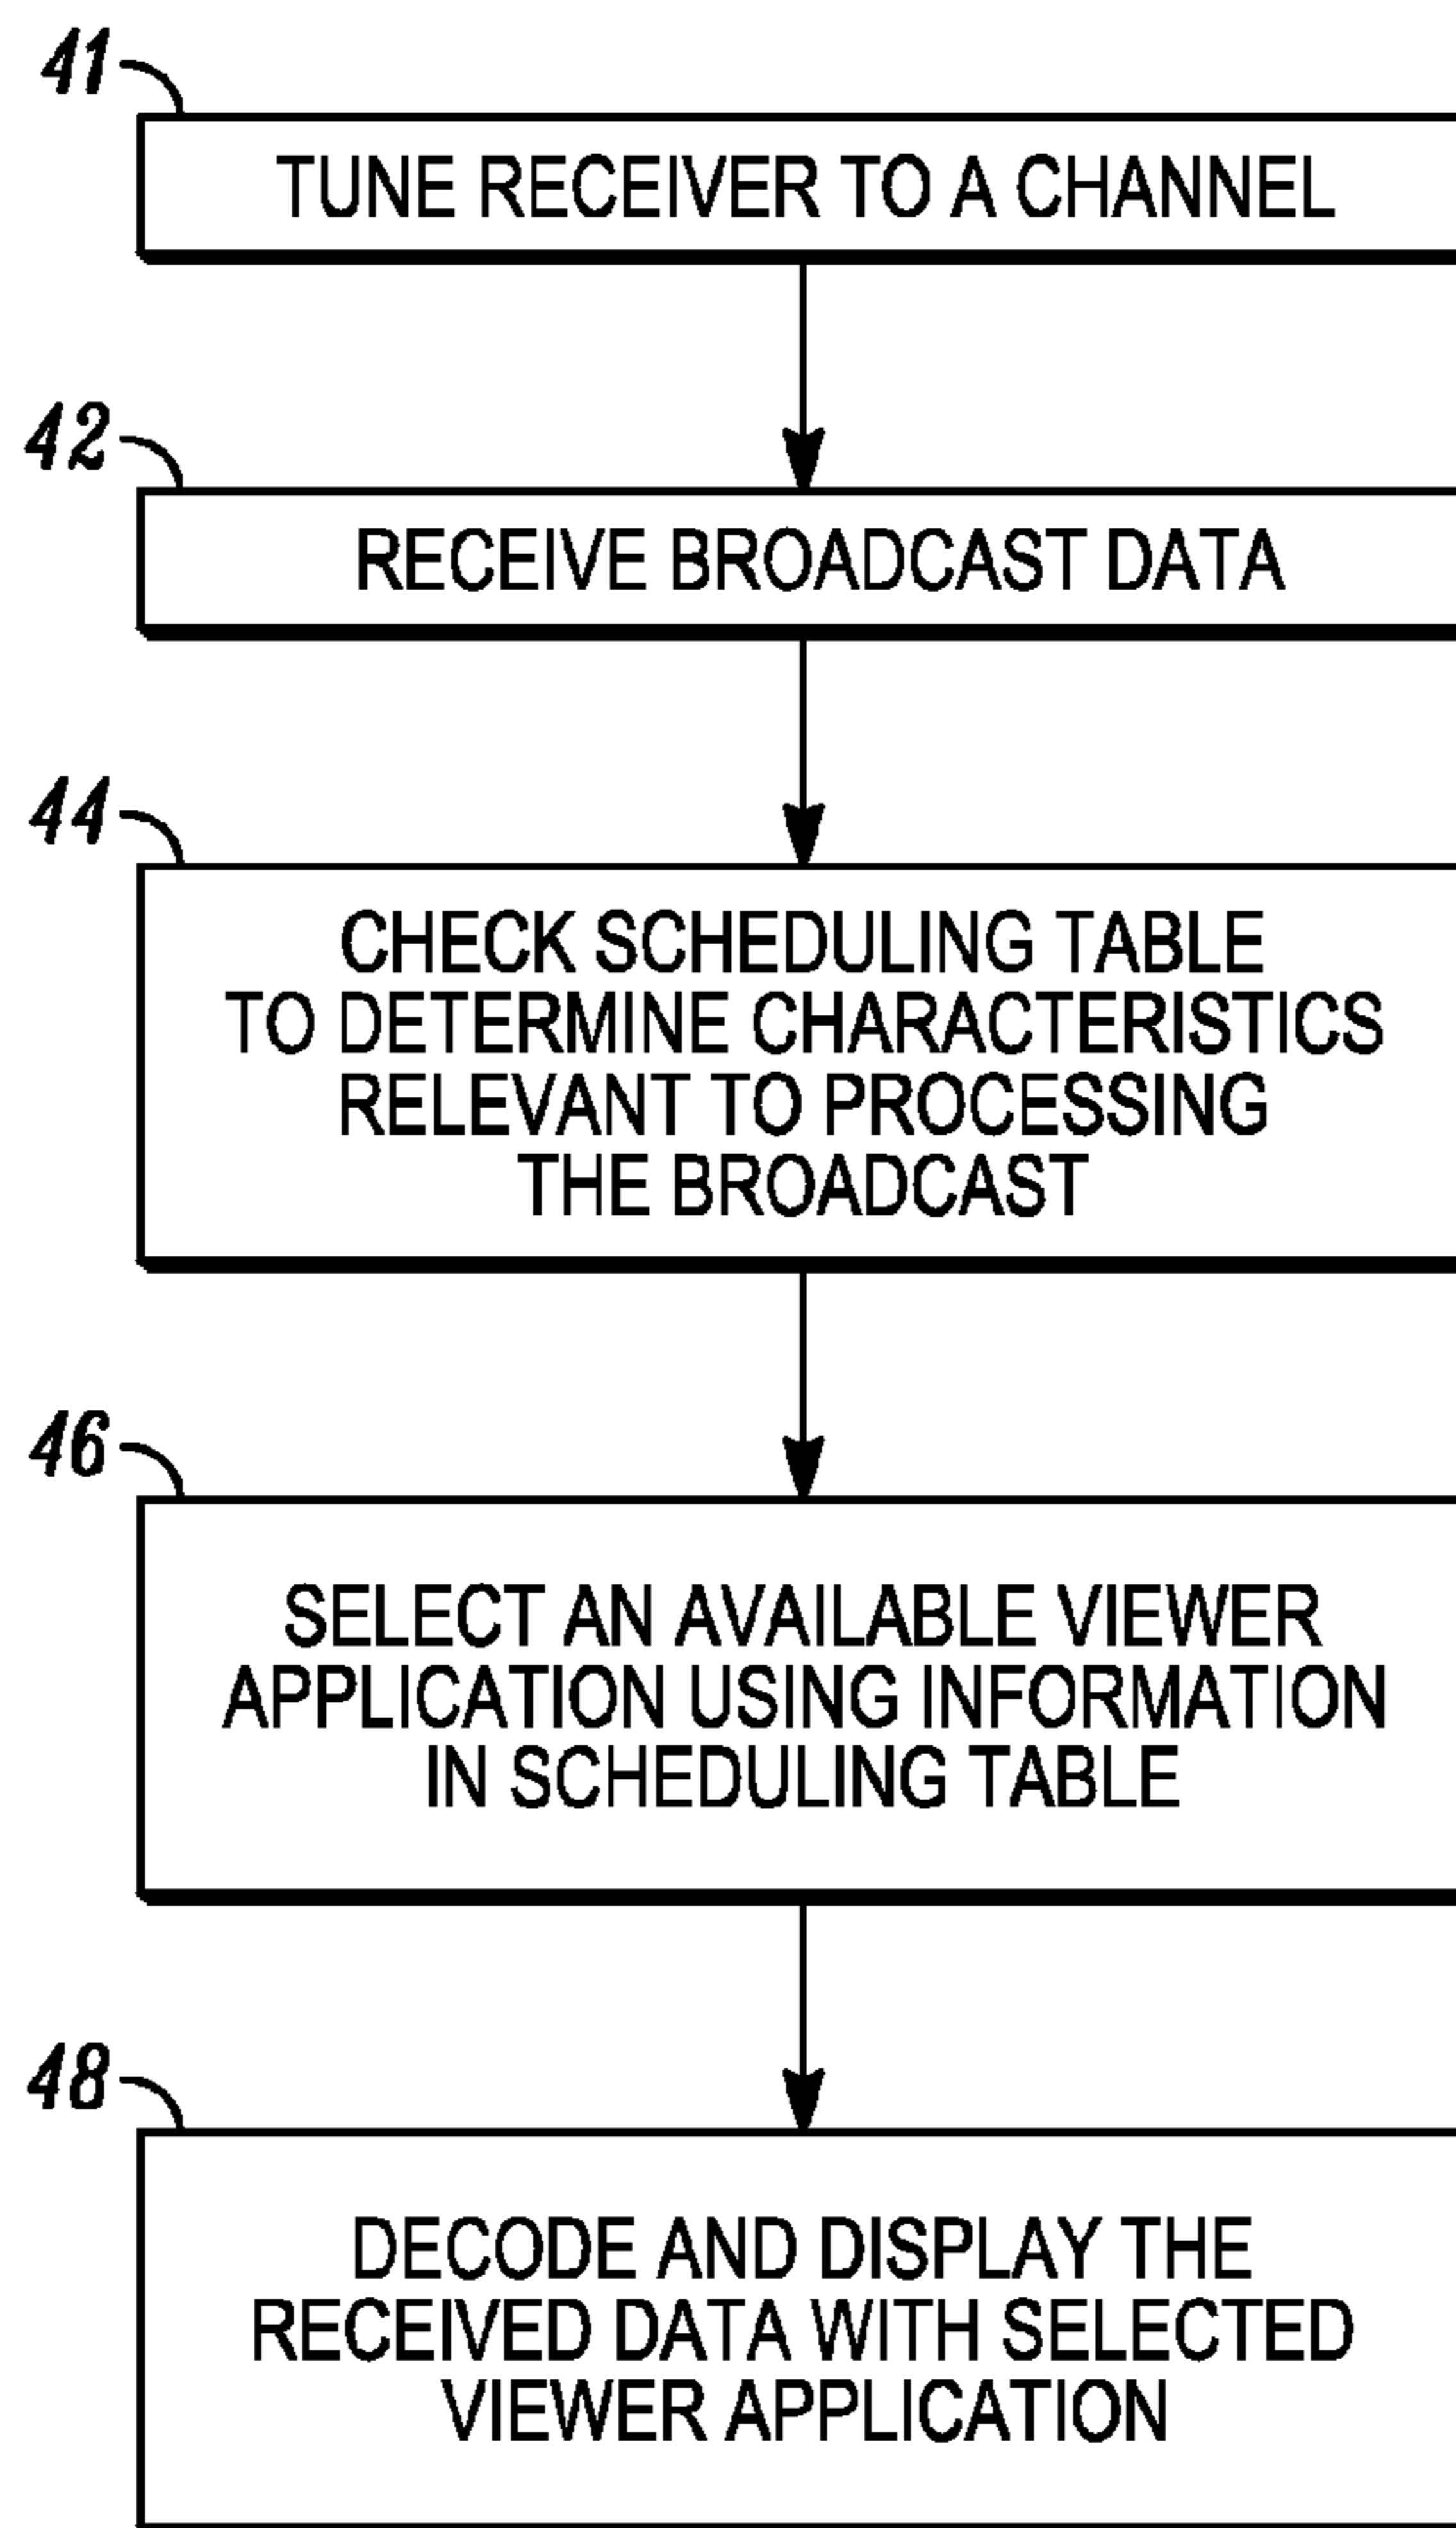 41
TUNE RECEIVER TO A CHANNEL
42
RECEIVE BROADCAST DATA
44
CHECK SCHEDULING TABLE
TO DETERMINE CHARACTERISTICS
RELEVANT TO PROCESSING
THE BROADCAST
46
SELECT AN AVAILABLE VIEWER
APPLICATION USING INFORMATION
IN SCHEDULING TABLE
48
DECODE AND DISPLAY THE
RECEIVED DATA WITH SELECTED
VIEWER APPLICATION